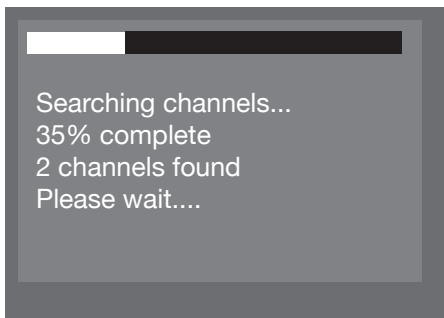 Searching channels...
35% complete
2 channels found
Please wait....